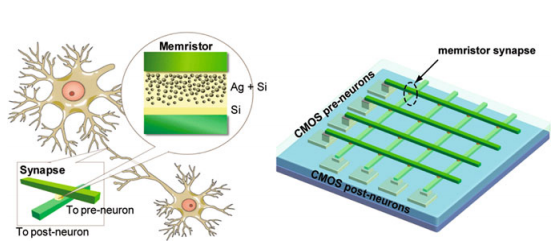 Memristor
Ag + Si
Si
Synapse
To pre-neuron
To post-neuron
memristor synapse
CMOS pre-neurons
CMOS post-neurons